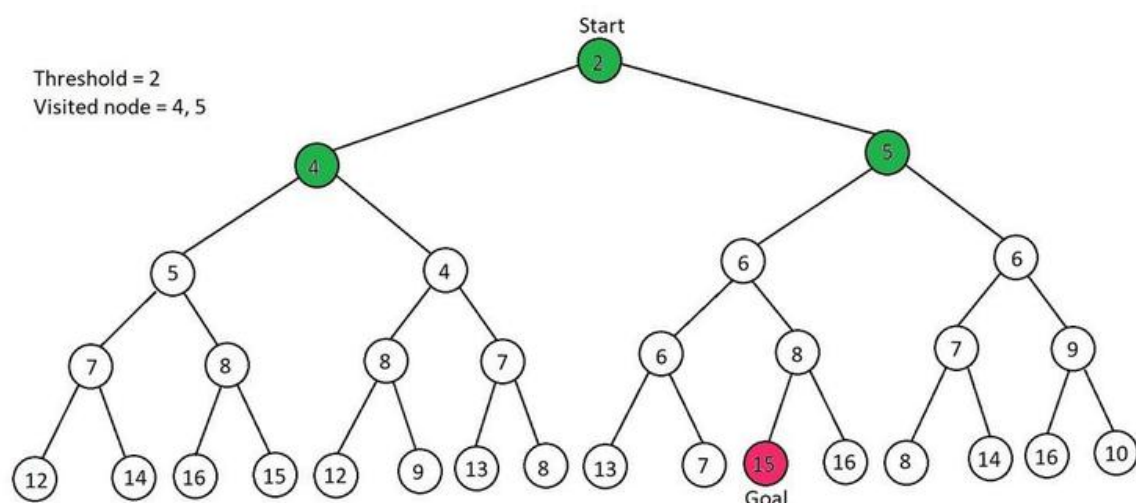 Start
2
Threshold = 2
Visited node = 4, 5
4 5
5 4 6 6
7 8 8 7 6 8 7 9
12 14 16 15 12 9 13 8 13 7 15 16 8 14 16 10
Goal